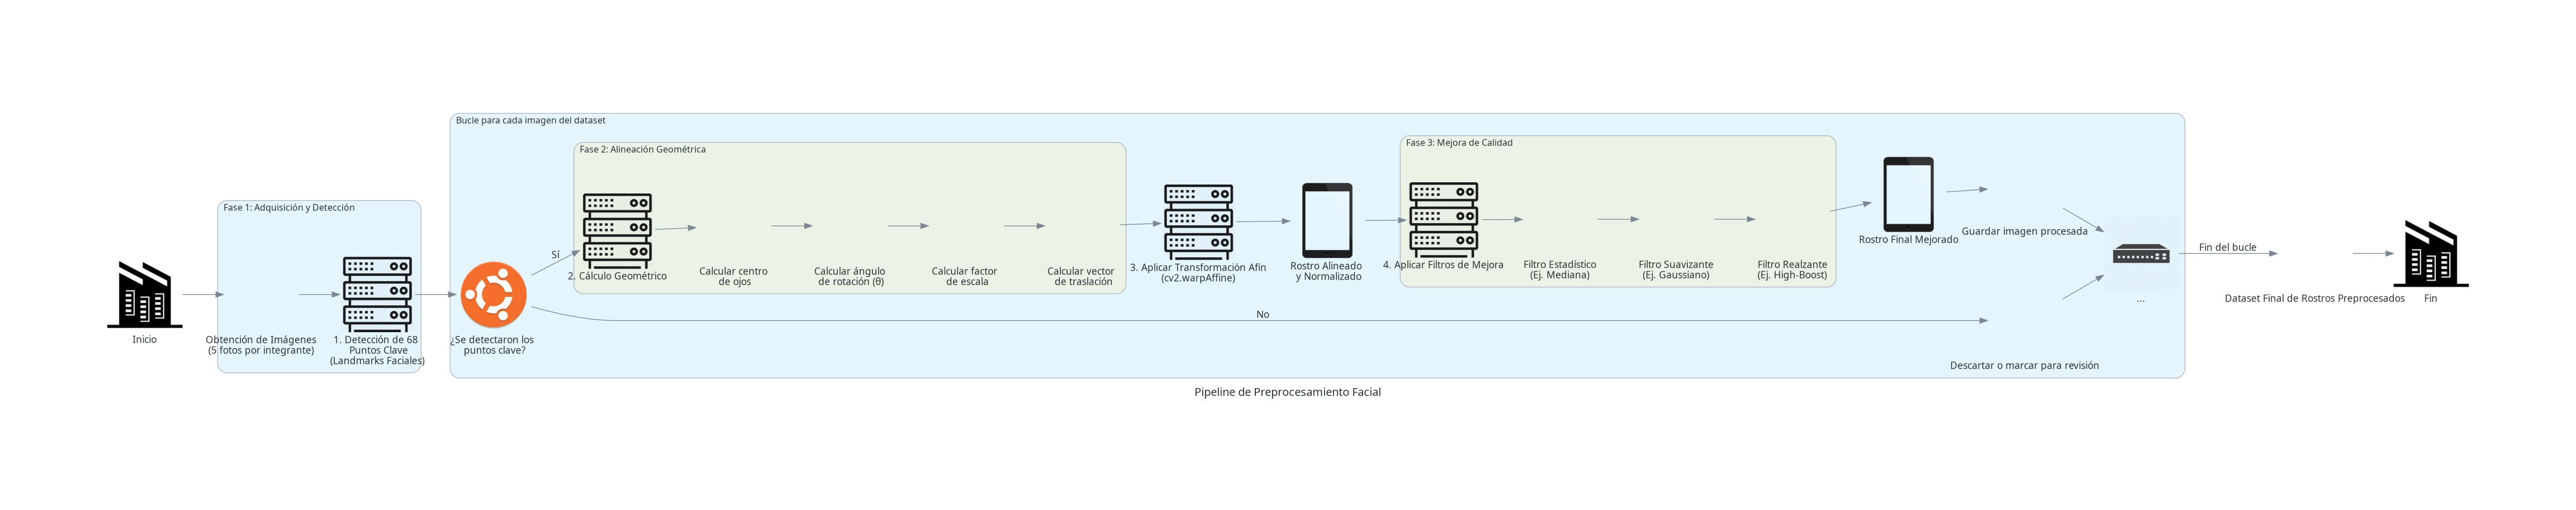 Bucle para cada imagen del dataset
Fase 2: Alineación Geométrica
Fase 3: Mejora de Calidad
Fase 1: Adquisición y Detección
Inicio
Obtención de Imágenes
(5 fotos por integrante)
1. Detección de 68
Puntos Clave
(Landmarks Faciales)
¿Se detectaron los
puntos clave?
Sí
No
2. Cálculo Geométrico
Calcular centro
de ojos
Calcular ángulo
de rotación (θ)
Calcular factor
de escala
Calcular vector
de traslación
3. Aplicar Transformación Afín
(cv2.warpAffine)
Rostro Alineado
y Normalizado
4. Aplicar Filtros de Mejora
Filtro Estadístico
(Ej. Mediana)
Filtro Suavizante
(Ej. Gaussiano)
Filtro Realzante
(Ej. High-Boost)
Rostro Final Mejorado
Guardar imagen procesada
Descartar o marcar para revisión
...
Fin del bucle
Dataset Final de Rostros Preprocesados
Fin
Pipeline de Preprocesamiento Facial